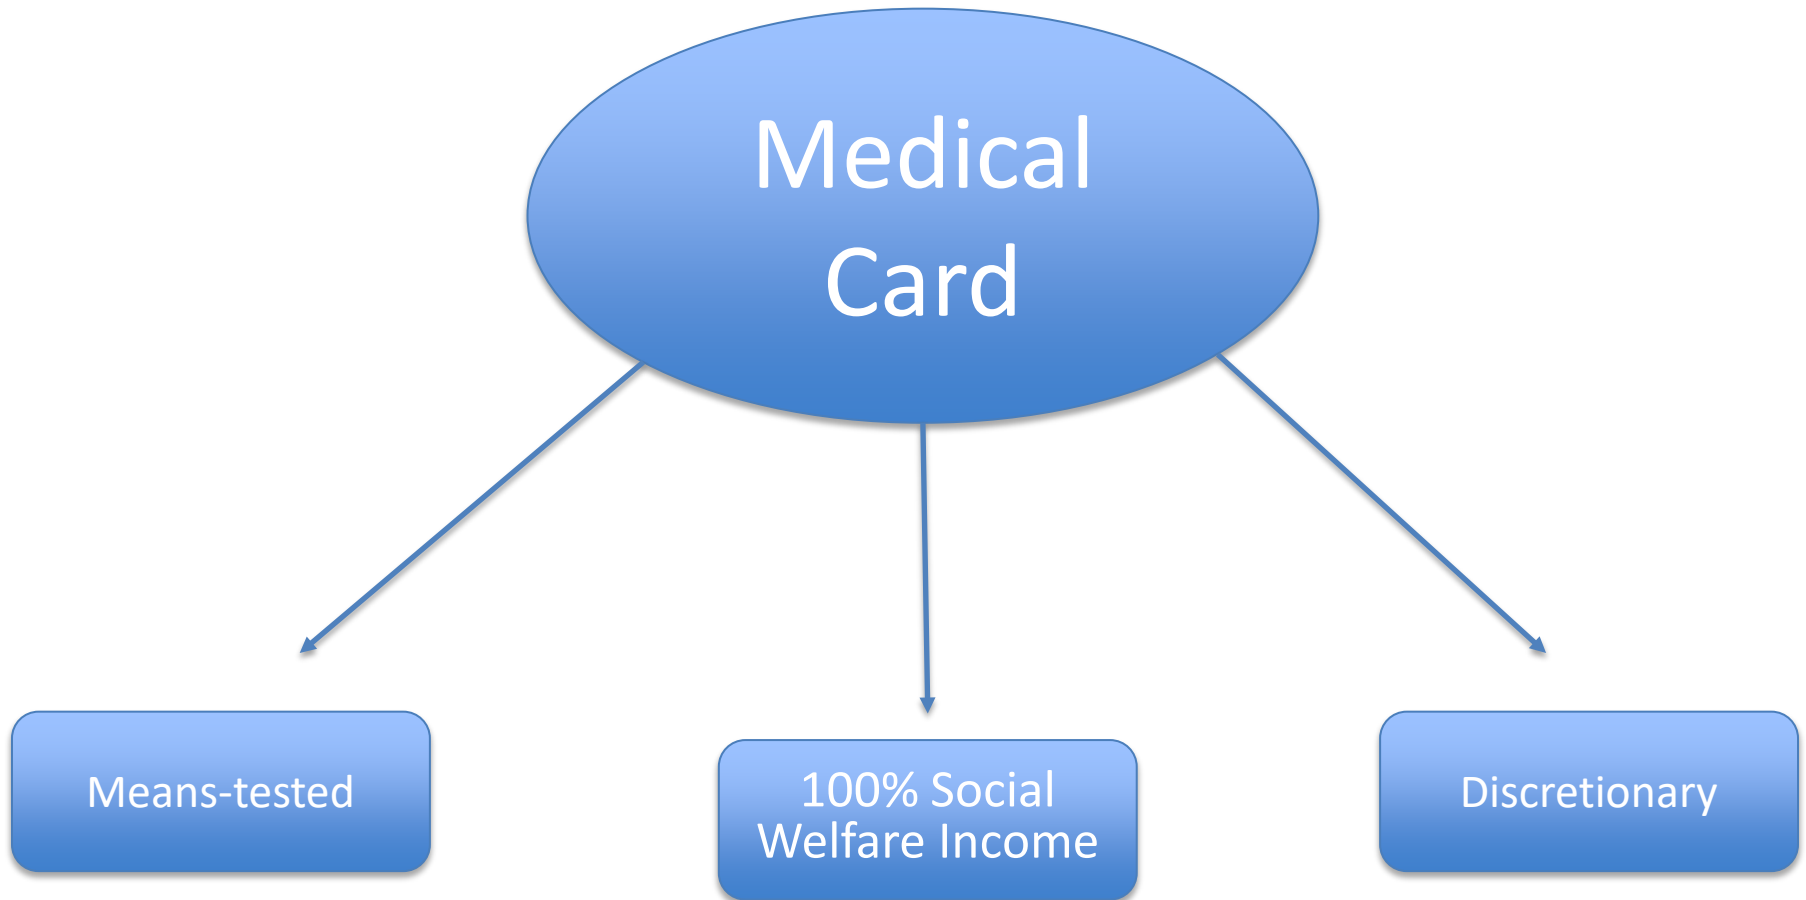 Medical
Card
Means-tested
100% Social
Welfare Income
Discretionary